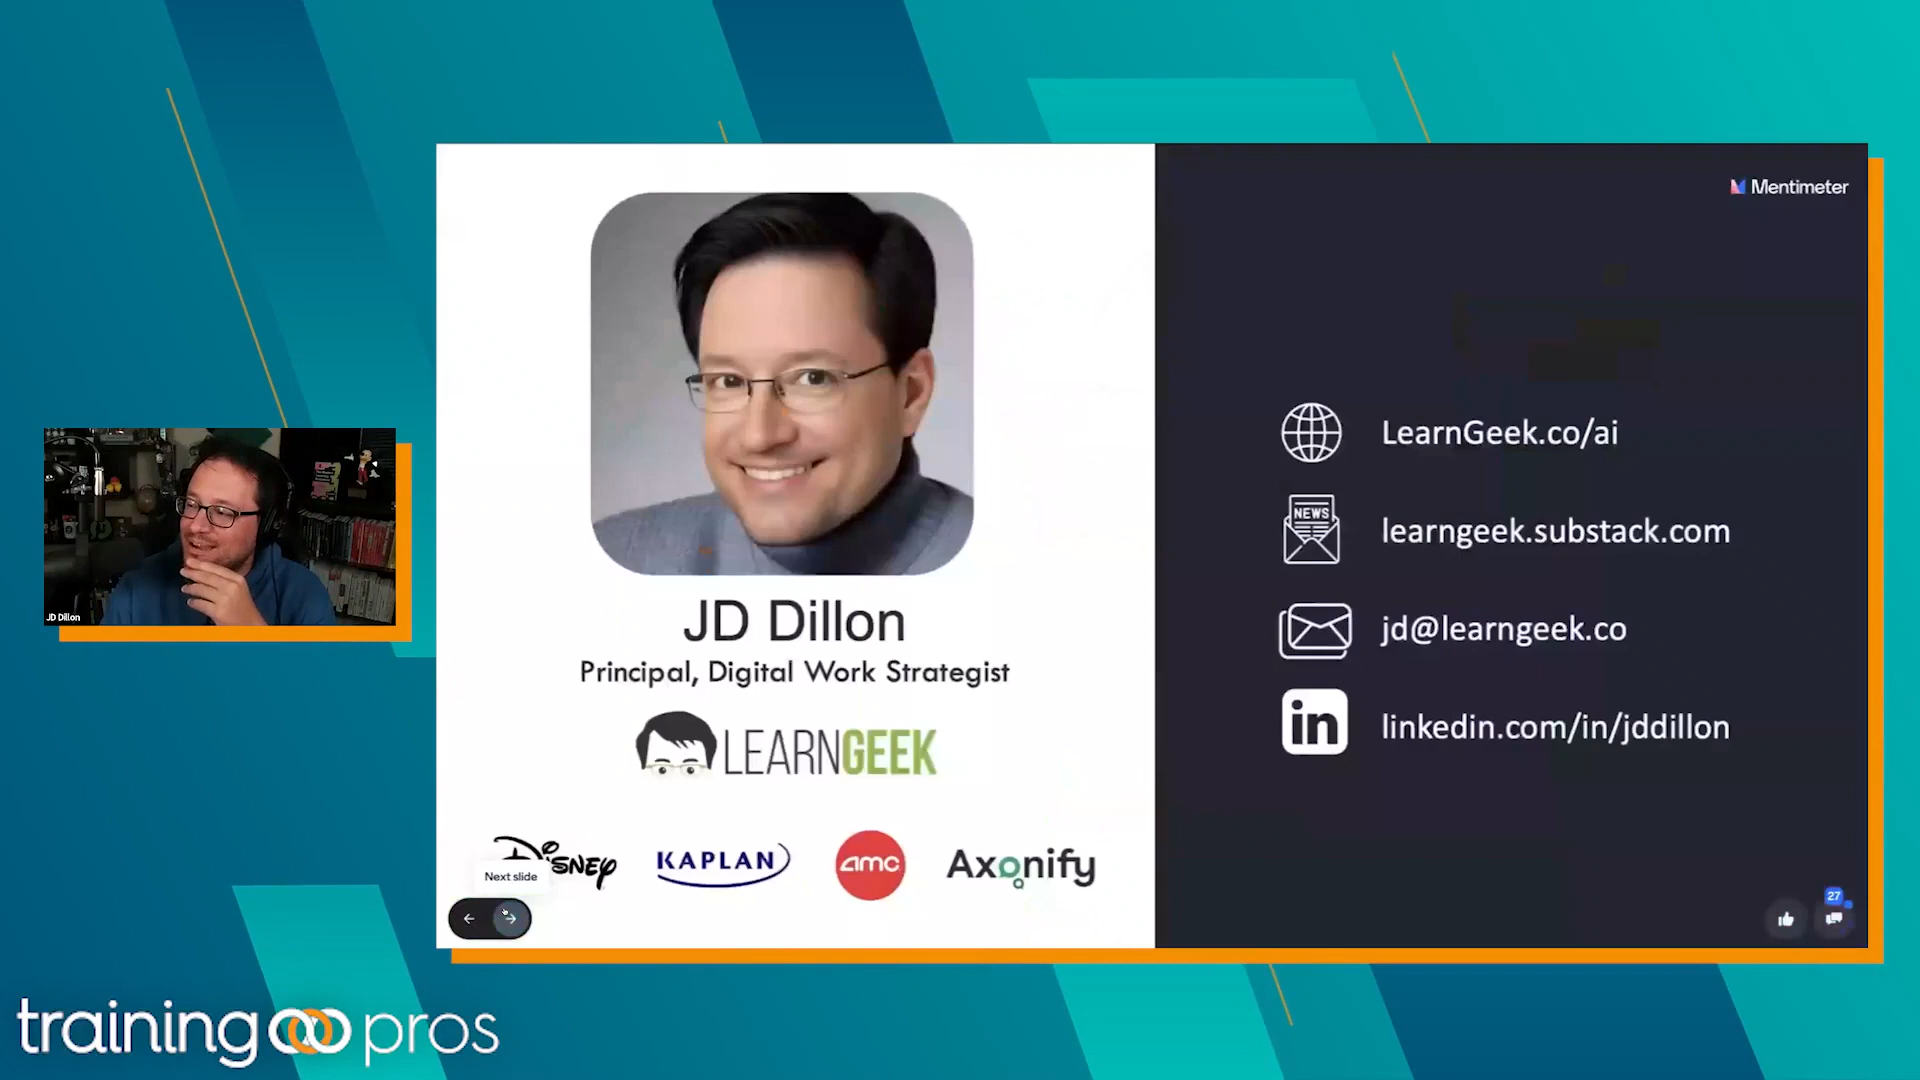 Mentimeter
JD Dillon
JD Dillon
Principal, Digital Work Strategist
LEARNGEEK
DISNEY
KAPLAN
amc
Axonify
Next slide
LearnGeek.co/ai
NEWS
learngeek.substack.com
jd@learngeek.co
in
linkedin.com/in/jddillon
27
training pros